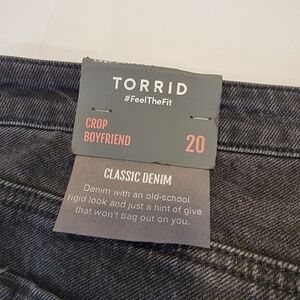 TORRID
#FeelTheFit
CROP
BOYFRIEND 20
CLASSIC DENIM
Denim with an old-school
rigid look and just a hint of give
that won't bag out on you.